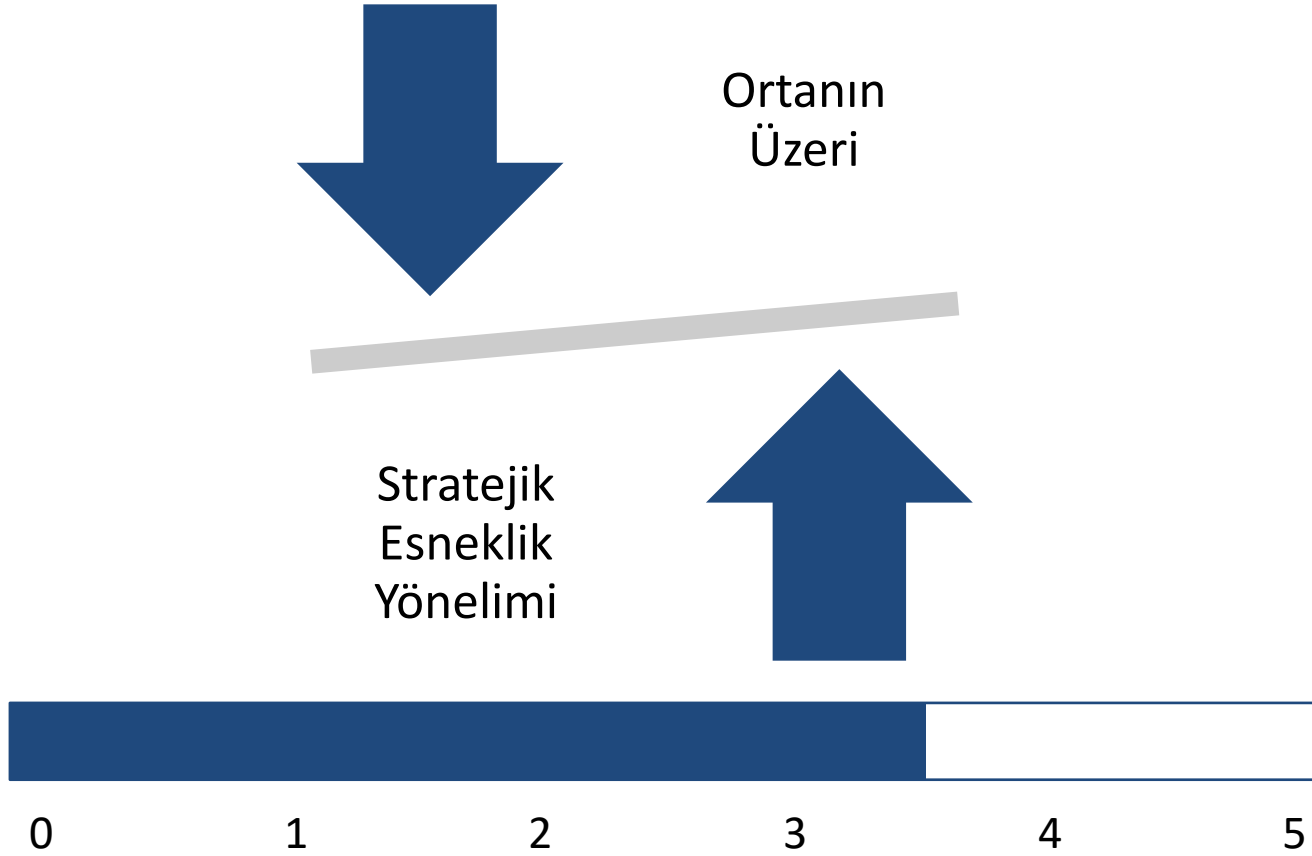 Ortanın
Üzeri
Stratejik
Esneklik
Yönelimi
0 1 2 3 4 5